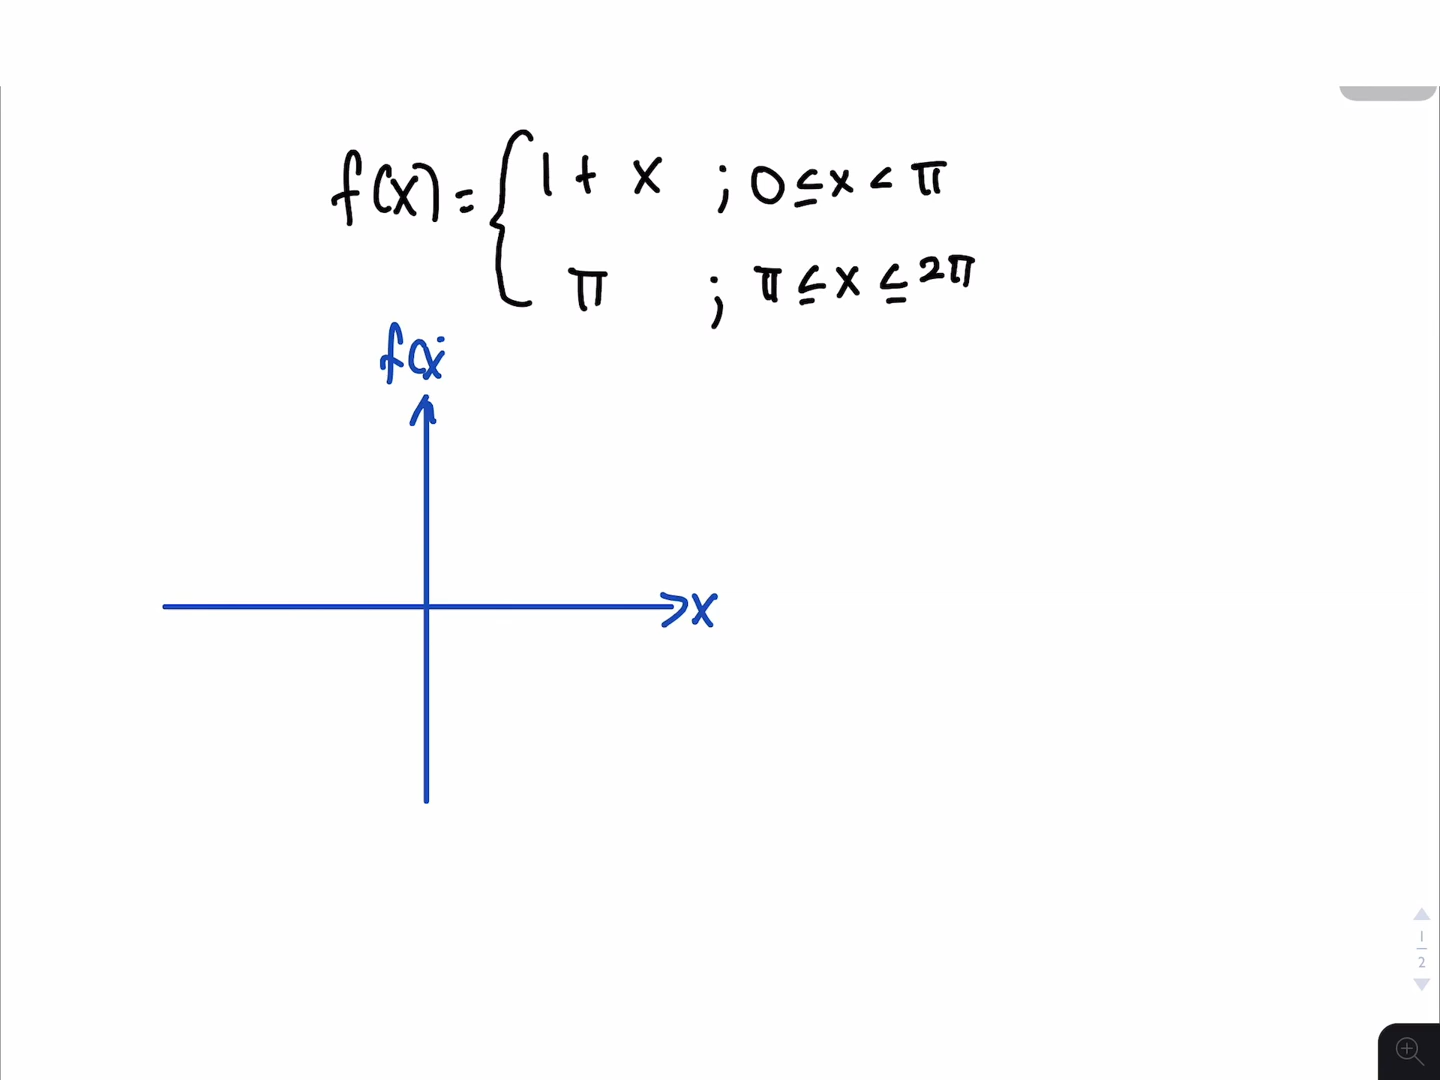 f(x) = { 1 + x ; 0 ≤ x < π
π ; π ≤ x ≤ 2π
f(x
x
1
2